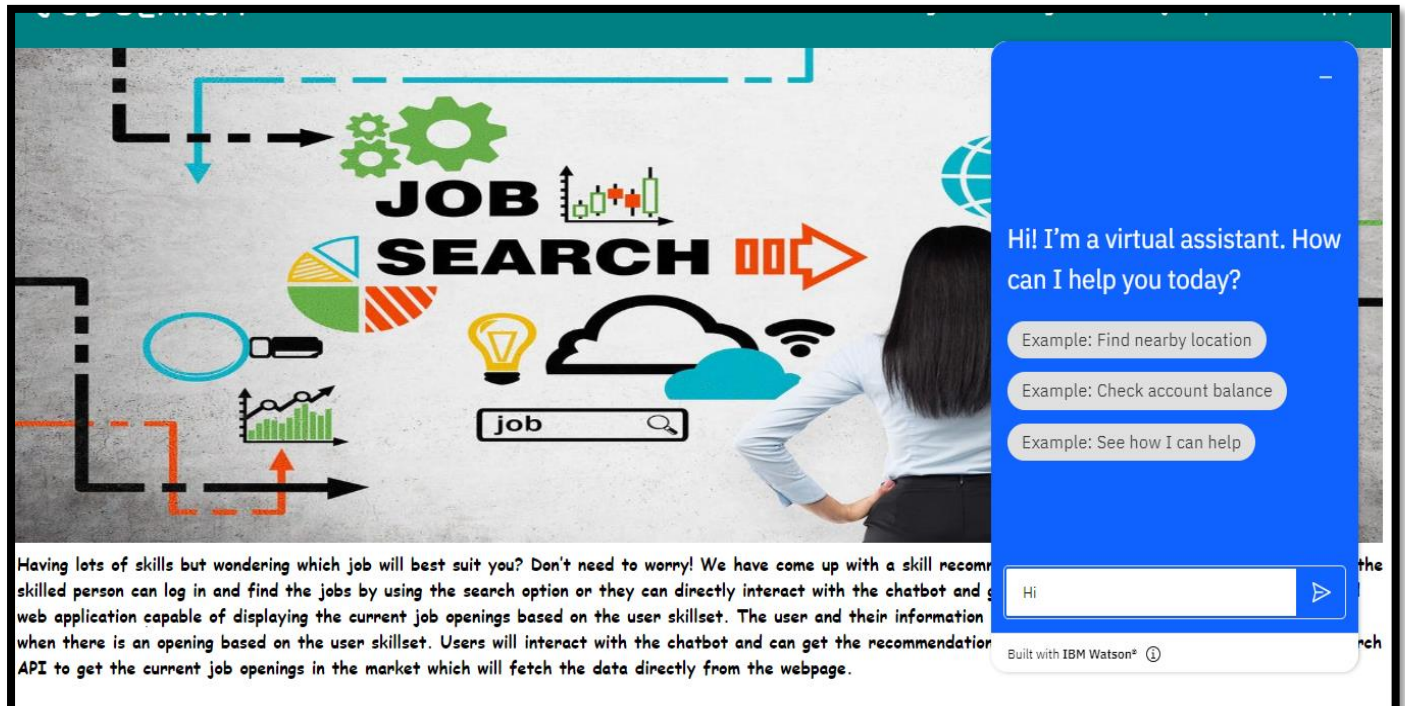 JOB
SEARCH
job
Having lots of skills but wondering which job will best suit you? Don't need to worry! We have come up with a skill recomm
the
skilled person can log in and find the jobs by using the search option or they can directly interact with the chatbot and
web application capable of displaying the current job openings based on the user skillset. The user and their information
when there is an opening based on the user skillset. Users will interact with the chatbot and can get the recommendation
rch
API to get the current job openings in the market which will fetch the data directly from the webpage.
Hi! I'm a virtual assistant. How
can I help you today?
Example: Find nearby location
Example: Check account balance
Example: See how I can help
Hi
Built with IBM Watson®